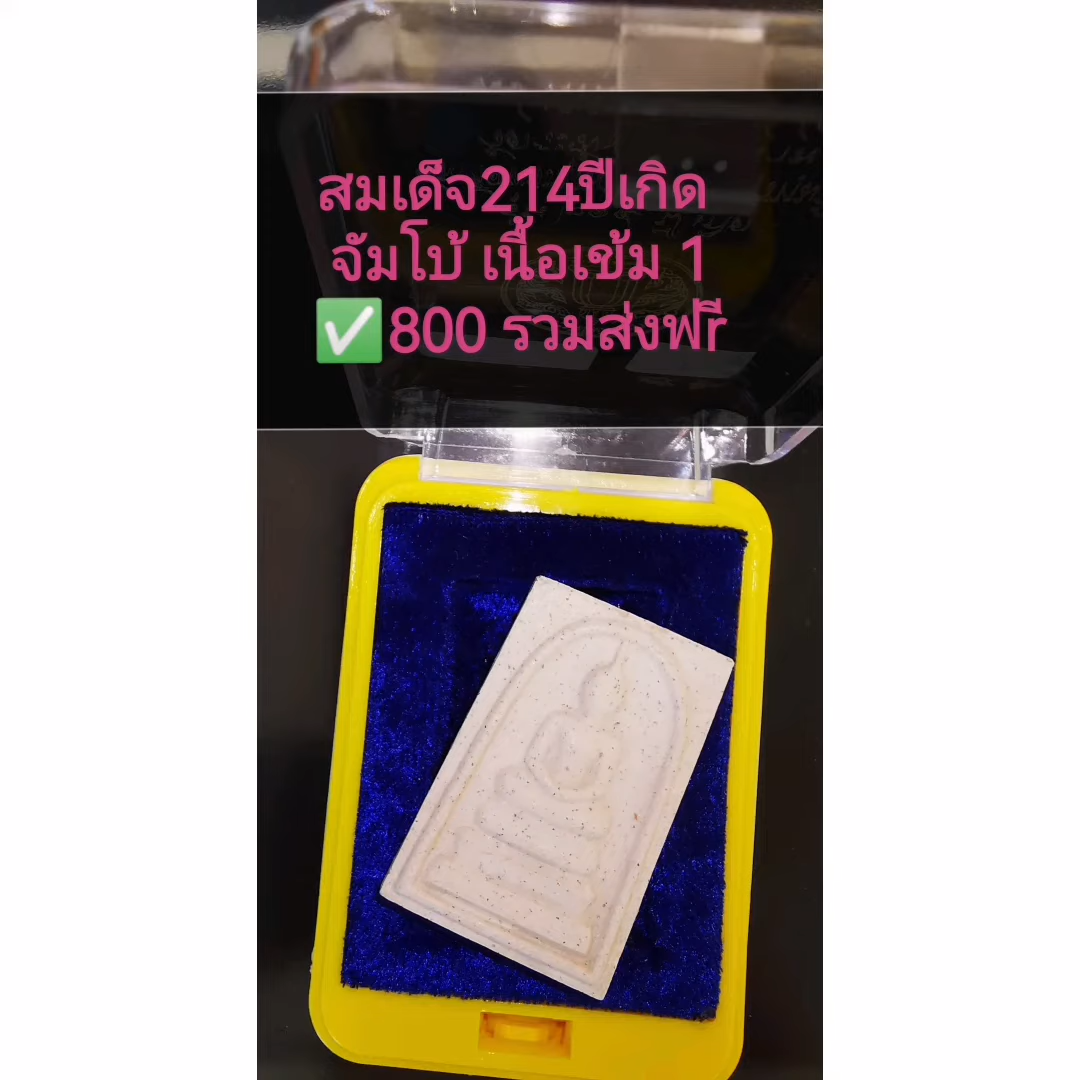 สมเด็จ214ปีเกิด
จัมโบ้ เนื้อเข้ม 1
✅800 รวมส่งฟรี